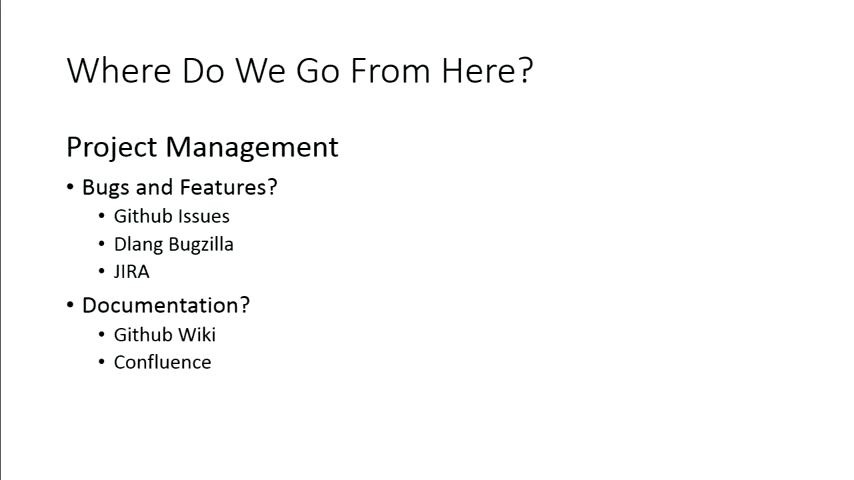 Where Do We Go From Here?
Project Management
• Bugs and Features?
• Github Issues
• Dlang Bugzilla
• JIRA
• Documentation?
• Github Wiki
• Confluence